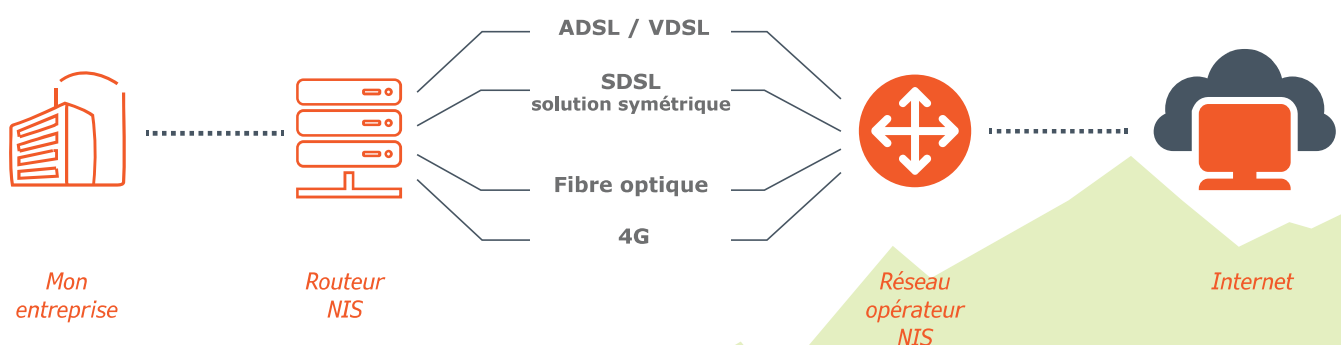 ADSL / VDSL
SDSL
solution symétrique
Fibre optique
4G
Mon
entreprise
Routeur
NIS
Réseau
opérateur
NIS
Internet